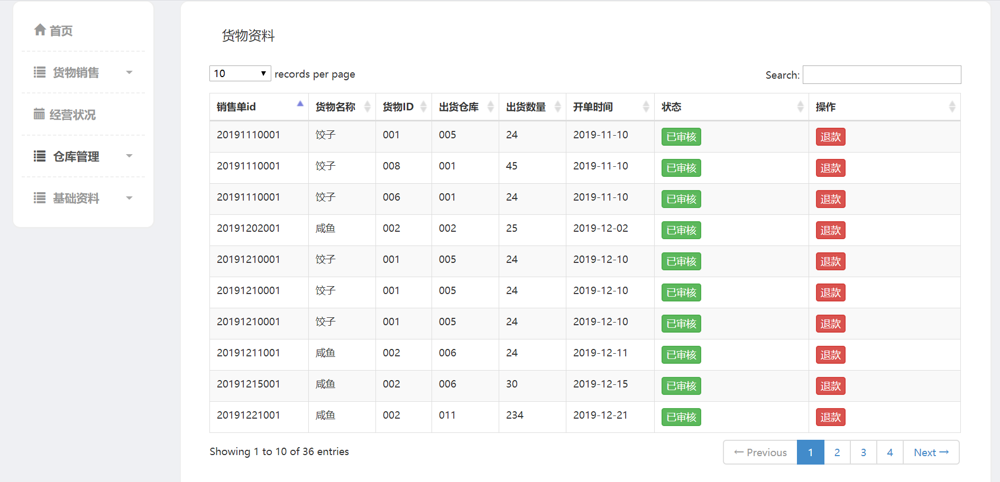 首页
货物销售
经营状况
仓库管理
基础资料
货物资料
10 records per page Search:
销售单id 货物名称 货物ID 出货仓库 出货数量 开单时间 状态 操作
20191110001 饺子 001 005 24 2019-11-10 已审核 退款
20191110001 饺子 008 001 45 2019-11-10 已审核 退款
20191110001 饺子 006 001 24 2019-11-10 已审核 退款
20191202001 咸鱼 002 002 25 2019-12-02 已审核 退款
20191210001 饺子 001 005 24 2019-12-10 已审核 退款
20191210001 饺子 001 005 24 2019-12-10 已审核 退款
20191210001 饺子 001 005 24 2019-12-10 已审核 退款
20191211001 咸鱼 002 006 24 2019-12-11 已审核 退款
20191215001 咸鱼 002 006 30 2019-12-15 已审核 退款
20191221001 咸鱼 002 011 234 2019-12-21 已审核 退款
Showing 1 to 10 of 36 entries ← Previous 1 2 3 4 Next →